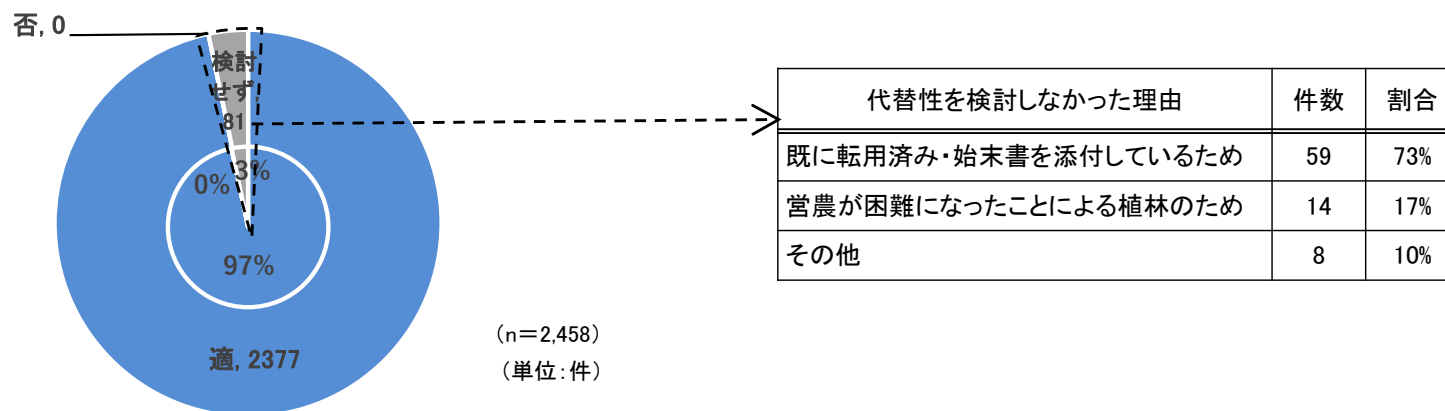 否, 0
検討
せず,
81
0%
3%
97%
適, 2377
（n＝2,458）
（単位：件）
代替性を検討しなかった理由 件数 割合
既に転用済み・始末書を添付しているため 59 73%
営農が困難になったことによる植林のため 14 17%
その他 8 10%